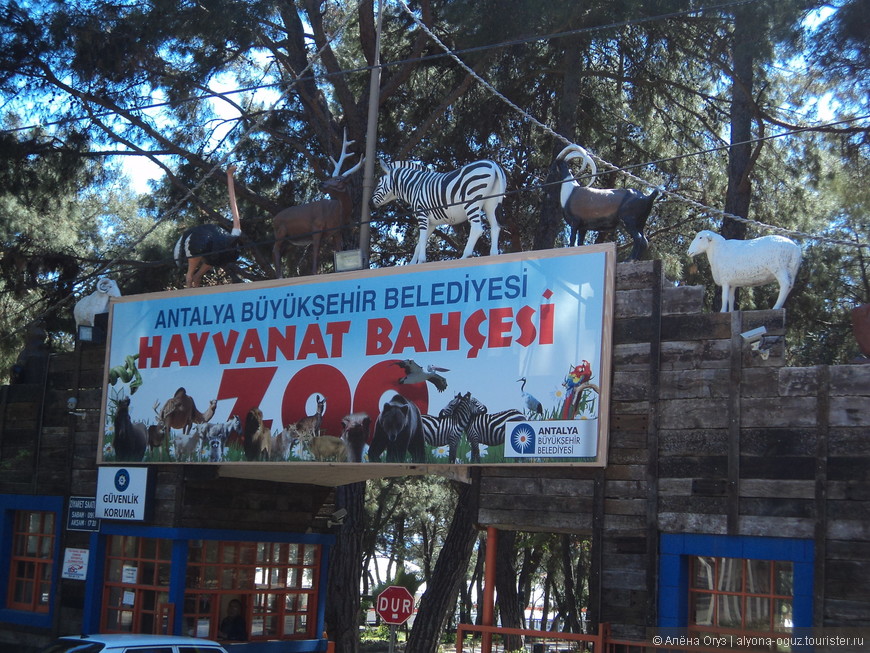 ANTALYA BÜYÜKŞEHİR BELEDİYESİ
HAYVANAT BAHÇESİ
ZOO
ANTALYA
BÜYÜKŞEHİR
BELEDİYESİ
GÜVENLİK
KORUMA
DUR
© Алёна Огуз | alyona-oguz.tourister.ru